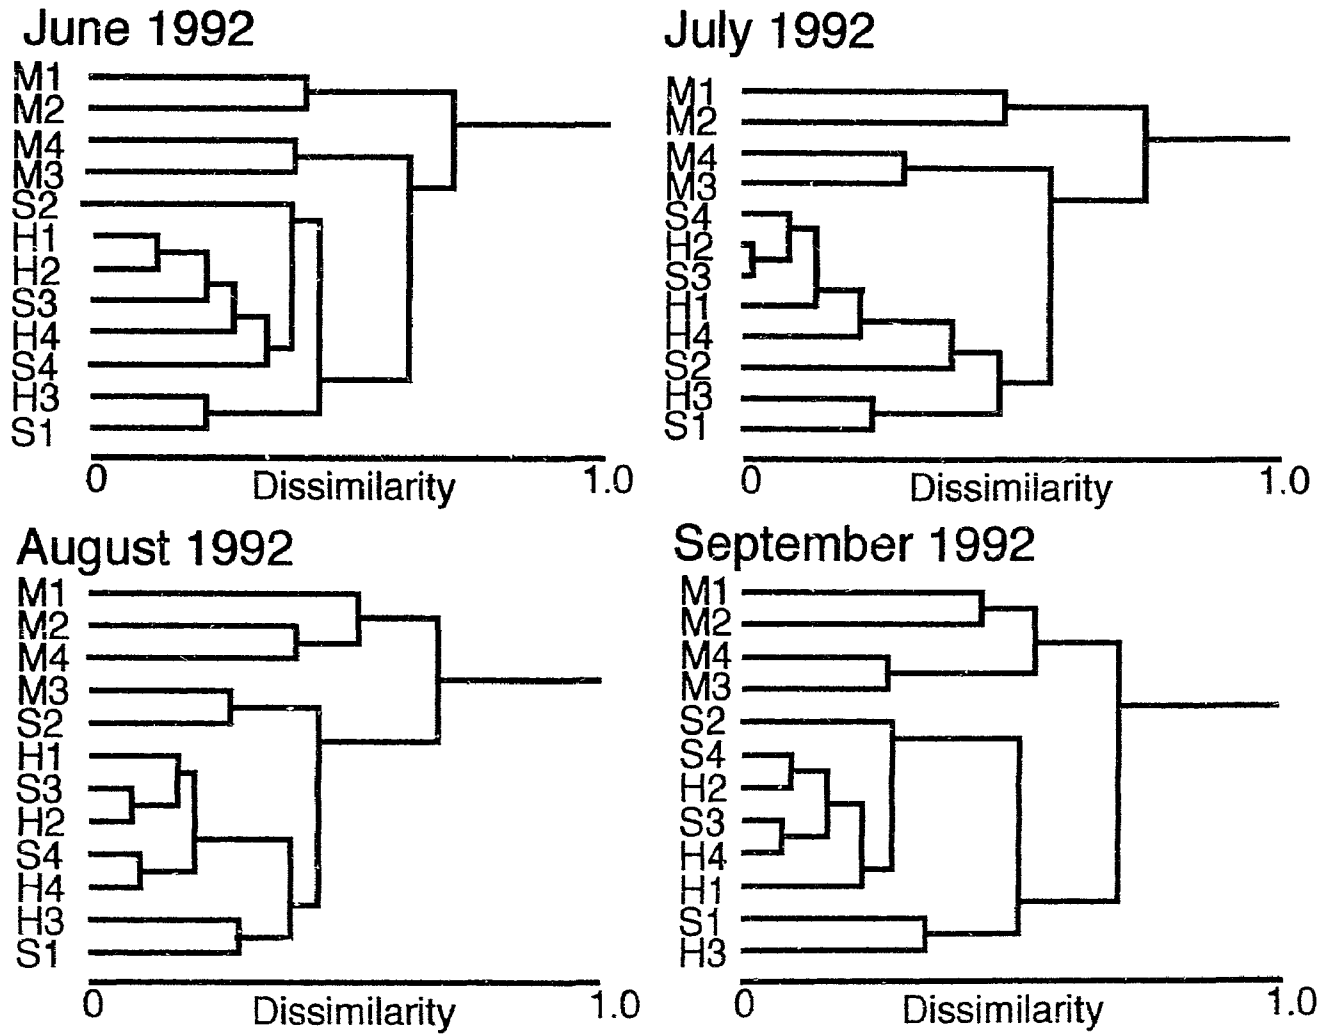 June 1992
M1
M2
M4
M3
S2
H1
H2
S3
H4
S4
H3
S1
0
1.0
Dissimilarity
July 1992
M1
M2
M4
M3
S4
H2
S3
H1
H4
S2
H3
S1
0
1.0
Dissimilarity
August 1992
M1
M2
M4
M3
S2
H1
S3
H2
S4
H4
H3
S1
0
1.0
Dissimilarity
September 1992
M1
M2
M4
M3
S2
S4
H2
S3
H4
H1
S1
H3
0
1.0
Dissimilarity